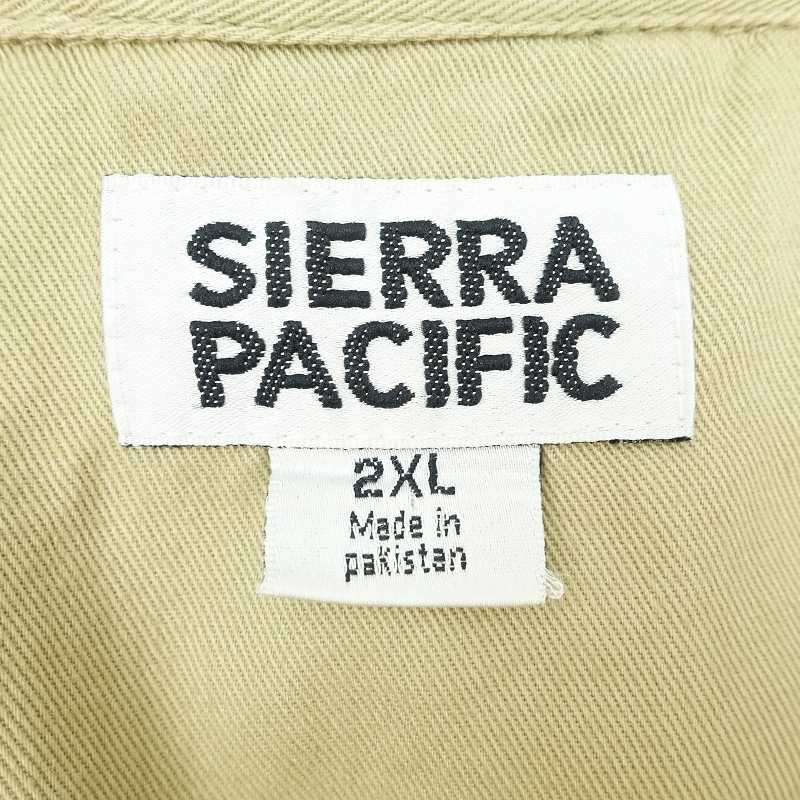 SIERRA
PACIFIC
2XL
Made in
pakistan